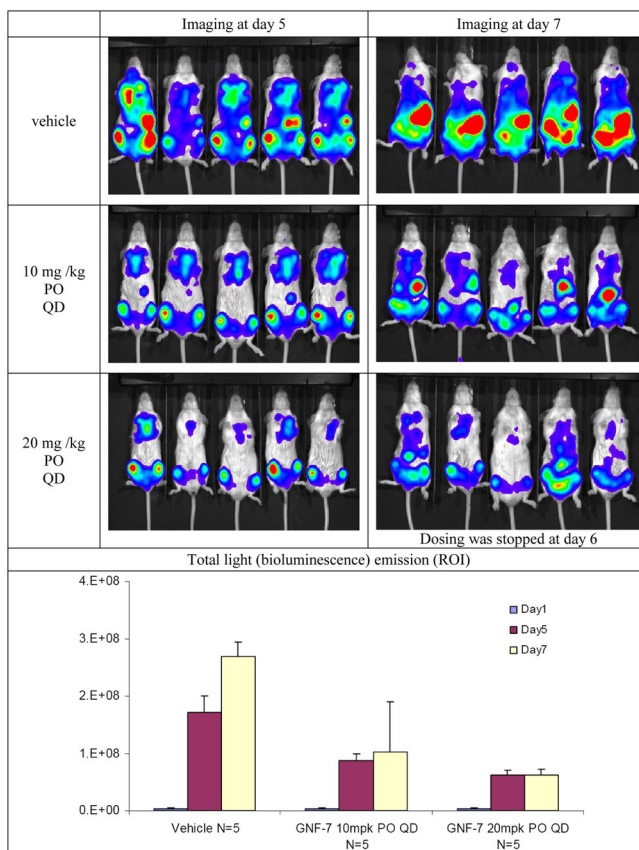 Imaging at day 5
Imaging at day 7
vehicle
10 mg /kg
PO
QD
20 mg /kg
PO
QD
Dosing was stopped at day 6
Total light (bioluminescence) emission (ROI)
4.E+08
3.E+08
2.E+08
1.E+08
0.E+00
Day1
Day5
Day7
Vehicle N=5
GNF-7 10mpk PO QD
N=5
GNF-7 20mpk PO QD
N=5